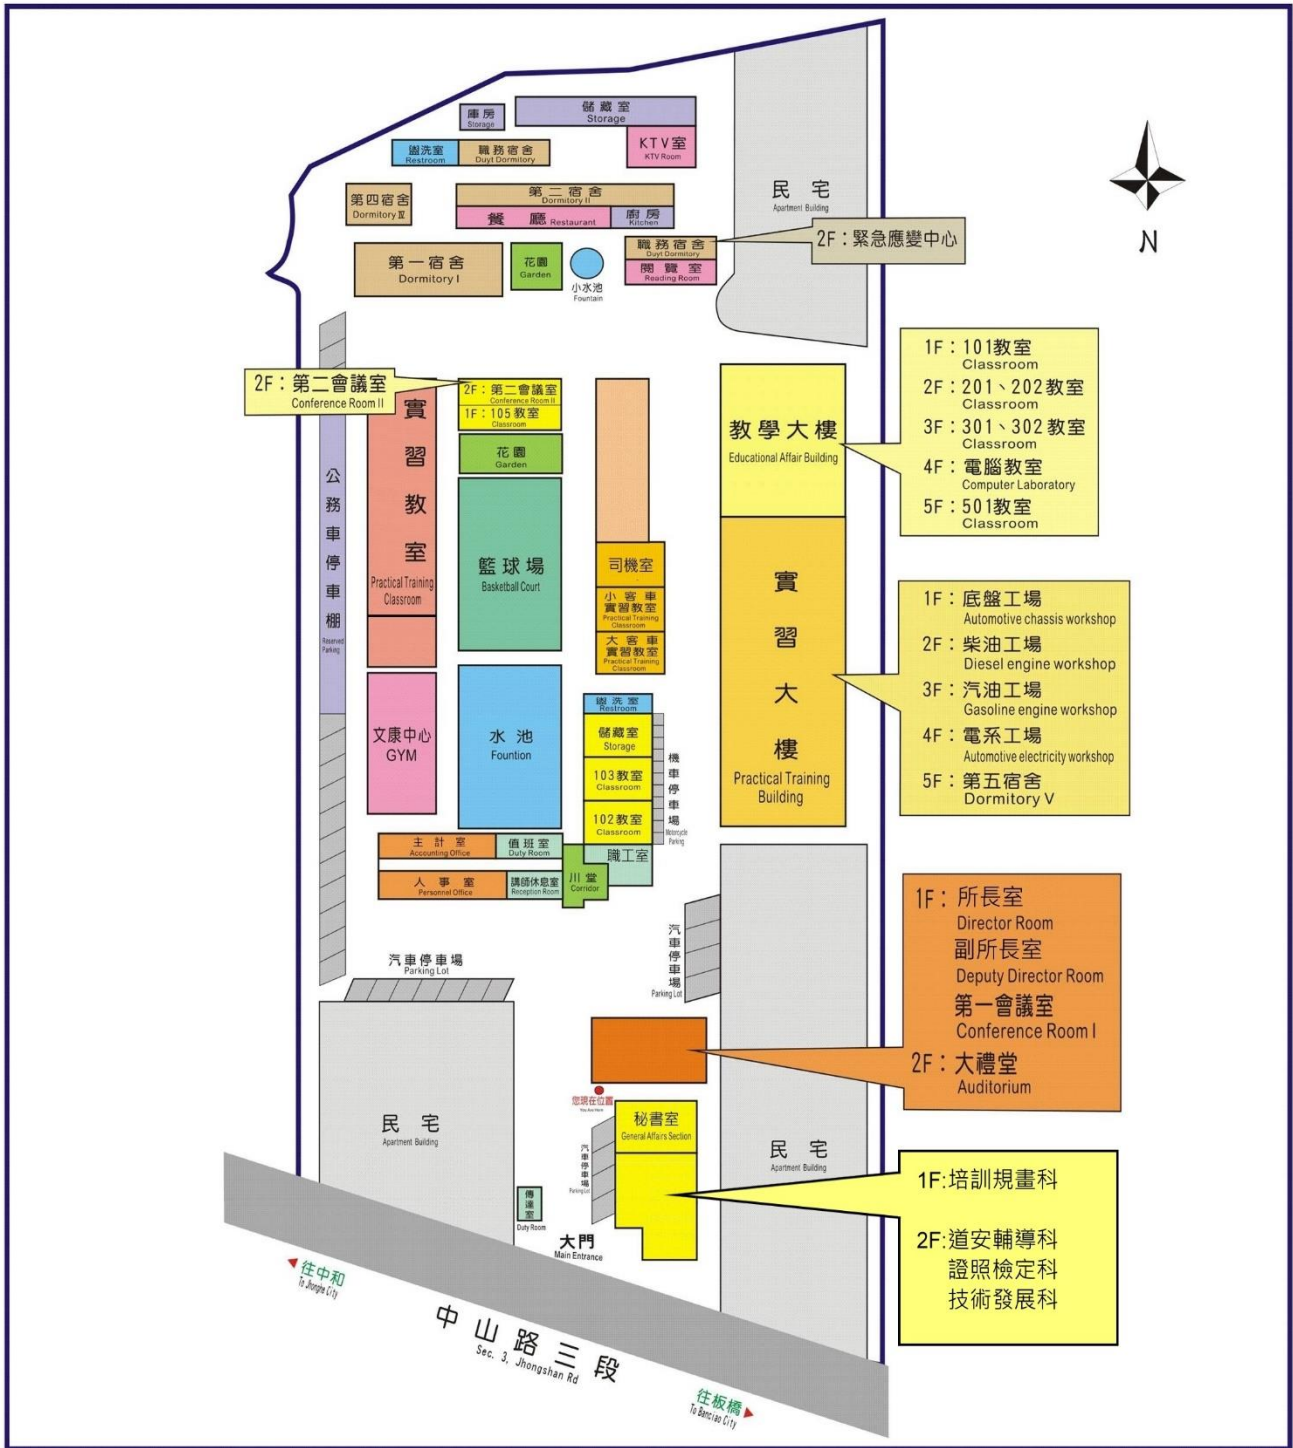 庫房
Storage
儲藏室
Storage
盥洗室
Restroom
職務宿舍
Duyt Dormitory
KTV室
KTV Room
第四宿舍
Dormitory Ⅳ
第二宿舍
Dormitory II
餐廳 Restaurant
廚房
Kitchen
民宅
Apartment Building
N
第一宿舍
Dormitory I
花園
Garden
小水池
Fountain
職務宿舍
Duyt Dormitory
閱覽室
Reading Room
2F：緊急應變中心
2F：第二會議室
Conference Room II
2F：第二會議室
Conference Room II
1F：105教室
Classroom
花園
Garden
籃球場
Basketball Court
實習教室
Practical Training
Classroom
公務車停車棚
Reserved
Parking
司機室
小客車
實習教室
Practical Training
Classroom
大客車
實習教室
Practical Training
Classroom
教學大樓
Educational Affair Building
1F：101教室
Classroom
2F：201、202教室
Classroom
3F：301、302教室
Classroom
4F：電腦教室
Computer Laboratory
5F：501教室
Classroom
實習大樓
Practical Training
Building
1F：底盤工場
Automotive chassis workshop
2F：柴油工場
Diesel engine workshop
3F：汽油工場
Gasoline engine workshop
4F：電系工場
Automotive electricity workshop
5F：第五宿舍
Dormitory V
文康中心
GYM
水池
Fountion
盥洗室
Restroom
儲藏室
Storage
103教室
Classroom
102教室
Classroom
機車停車場
Motorcycle
Parking
主計室
Accounting Office
值班室
Duty Room
人事室
Personnel Office
講師休息室
Reception Room
川堂
Corridor
職工室
汽車停車場
Parking Lot
汽車停車場
Parking Lot
1F：所長室
Director Room
副所長室
Deputy Director Room
第一會議室
Conference Room I
2F：大禮堂
Auditorium
您現在位置
You Are Here
秘書室
General Affairs Section
汽車停車場
Parking Lot
民宅
Apartment Building
民宅
Apartment Building
1F:培訓規畫科
2F:道安輔導科
證照檢定科
技術發展科
傳達室
Duty Room
大門
Main Entrance
往中和
To Jhonghe City
中山路三段
Sec. 3, Jhongshan Rd
往板橋
To Banciao City